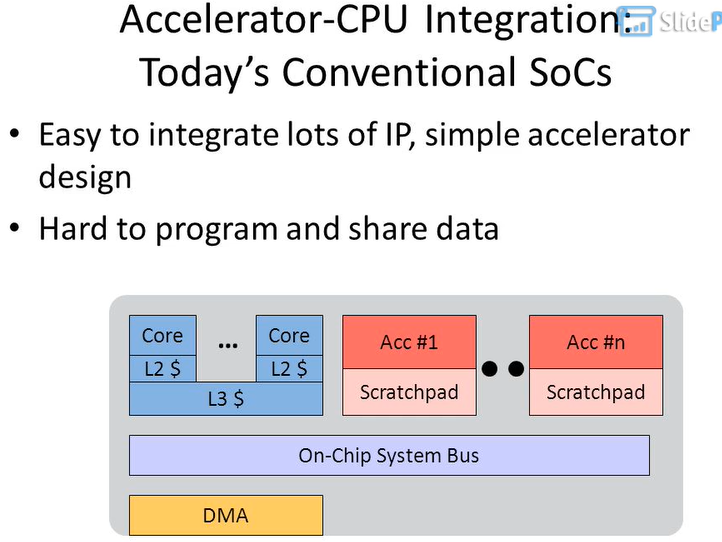 Accelerator-CPU Integration:
Today's Conventional SoCs
• Easy to integrate lots of IP, simple accelerator
design
• Hard to program and share data
Core ... Core Acc #1 Acc #n
L2 $ L2 $
L3 $ Scratchpad Scratchpad
On-Chip System Bus
DMA